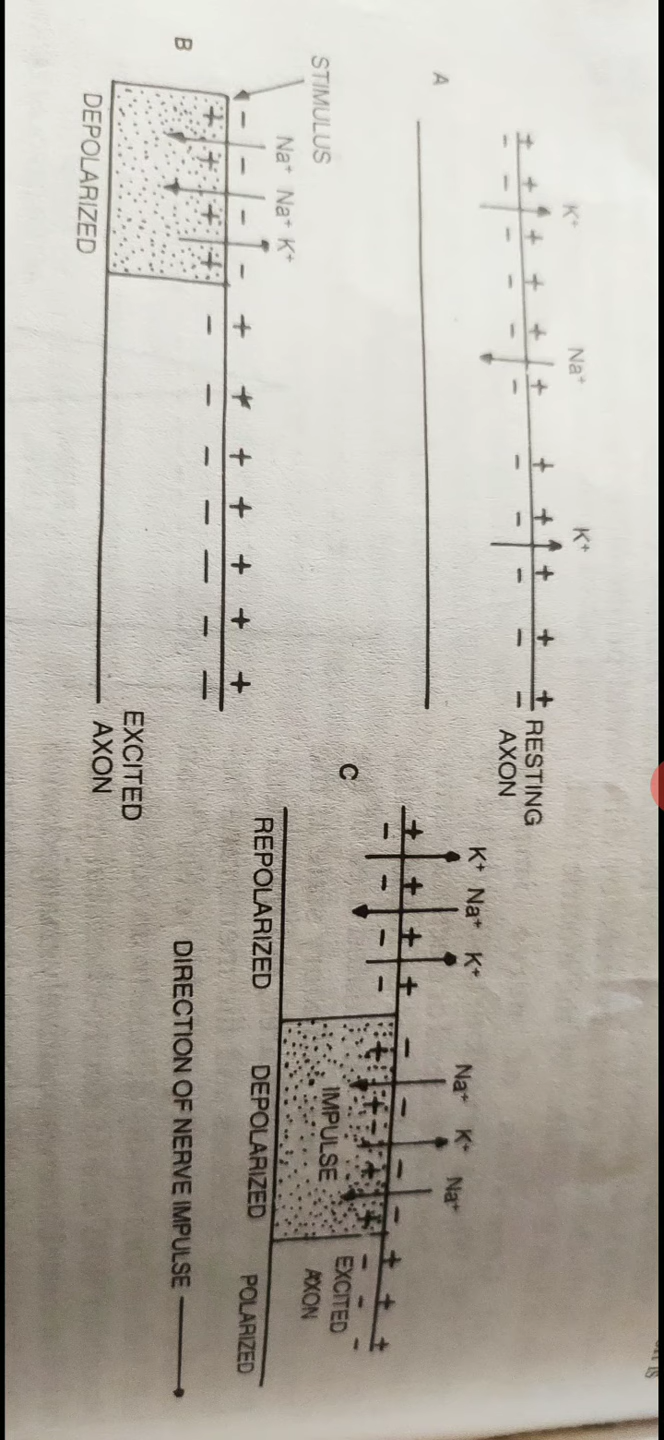 K⁺ Na⁺ K⁺
+ + + + + + + + + + +
- - - - - - - - - - -
RESTING
AXON
A
STIMULUS
Na⁺ Na⁺ K⁺
- - - - + + + + + + +
+ + + + - - - - - - -
B
DEPOLARIZED
EXCITED
AXON
C
K⁺ Na⁺ K⁺ Na⁺ K⁺ Na⁺
+ + + + - - - - + + +
- - - - + + + + - - -
IMPULSE
EXCITED
AXON
REPOLARIZED DEPOLARIZED POLARIZED
DIRECTION OF NERVE IMPULSE